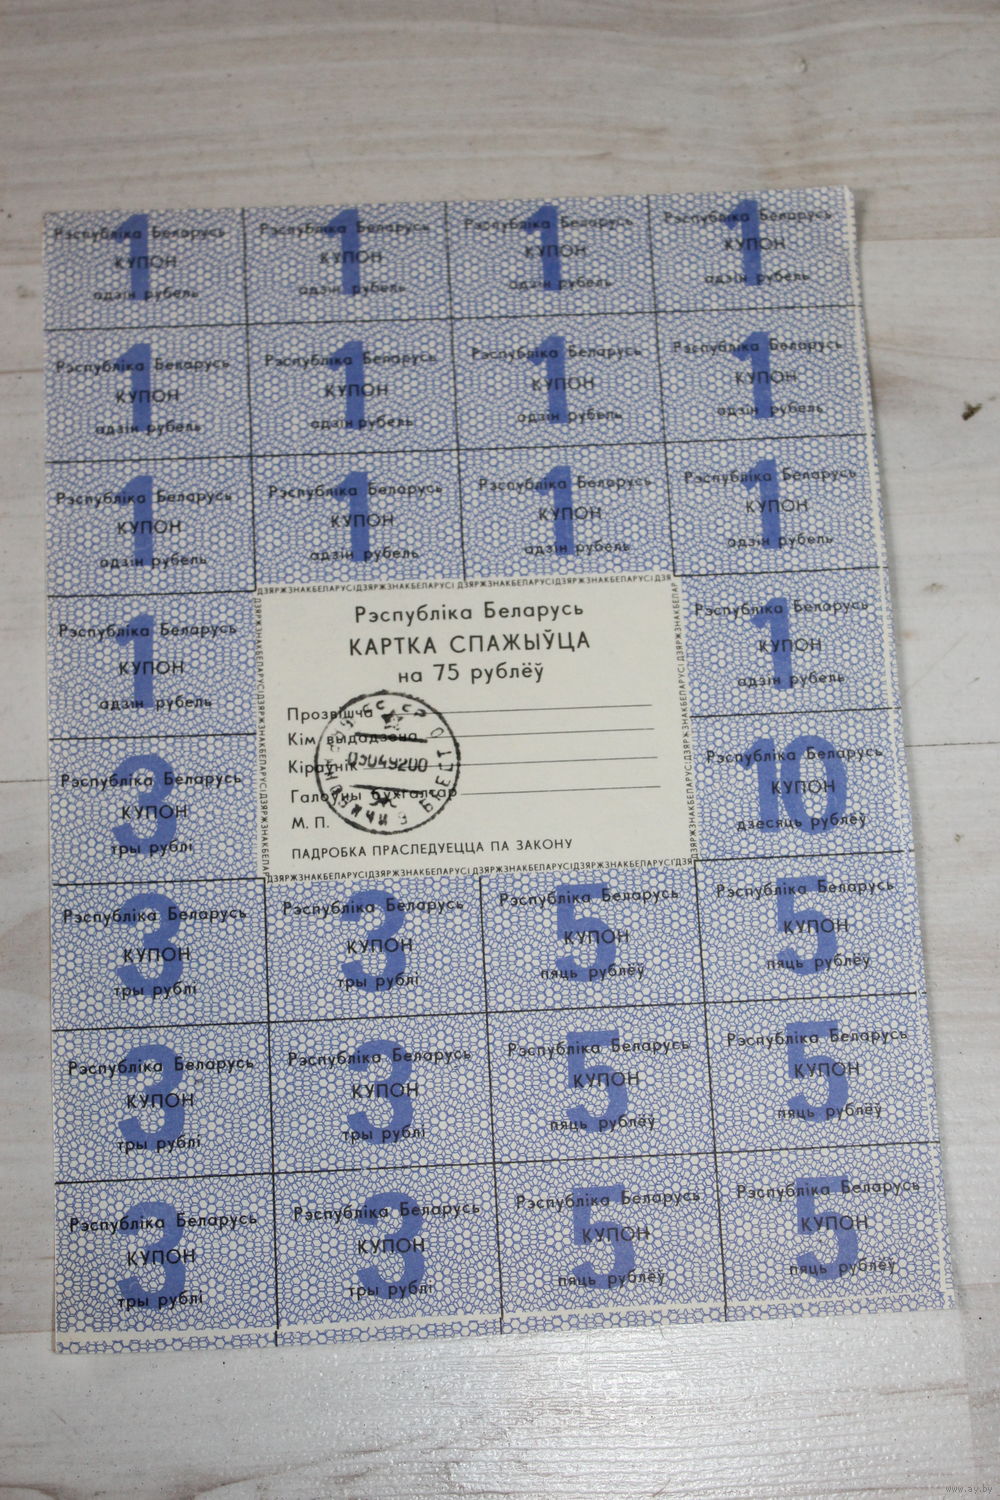 1 1 1 1
Рэспубліка Беларусь Рэспубліка Беларусь Рэспубліка Беларусь Рэспубліка Беларусь
КУПОН КУПОН КУПОН КУПОН
адзін рубель адзін рубель адзін рубель адзін рубель
1 1 1 1
Рэспубліка Беларусь Рэспубліка Беларусь Рэспубліка Беларусь Рэспубліка Беларусь
КУПОН КУПОН КУПОН КУПОН
адзін рубель адзін рубель адзін рубель адзін рубель
1 1 1 1
Рэспубліка Беларусь Рэспубліка Беларусь Рэспубліка Беларусь Рэспубліка Беларусь
КУПОН КУПОН КУПОН КУПОН
адзін рубель адзін рубель адзін рубель адзін рубель
1
Рэспубліка Беларусь
КУПОН
адзін рубель
ДЗЯРЖЗНАКБЕЛАРУСІДЗЯРЖЗНАКБЕЛАРУСІДЗЯРЖЗНАКБЕЛАРУСІДЗЯРЖЗНАКБЕЛАРУСІДЗЯ
Рэспубліка Беларусь
КАРТКА СПАЖЫЎЦА
на 75 рублёў
Прозвішча
Кім выдадзена
Кіраўнік
Галоўны бухгалтар
М. П.
ПАДРОБКА ПРАСЛЕДУЕЦЦА ПА ЗАКОНУ
БССР
БРЕСТ
1
Рэспубліка Беларусь
КУПОН
адзін рубель
3
Рэспубліка Беларусь
КУПОН
тры рублі
10
Рэспубліка Беларусь
КУПОН
дзесяць рублёў
3 3 5 5
Рэспубліка Беларусь Рэспубліка Беларусь Рэспубліка Беларусь Рэспубліка Беларусь
КУПОН КУПОН КУПОН КУПОН
тры рублі тры рублі пяць рублёў пяць рублёў
3 3 5 5
Рэспубліка Беларусь Рэспубліка Беларусь Рэспубліка Беларусь Рэспубліка Беларусь
КУПОН КУПОН КУПОН КУПОН
тры рублі тры рублі пяць рублёў пяць рублёў
3 3 5 5
Рэспубліка Беларусь Рэспубліка Беларусь Рэспубліка Беларусь Рэспубліка Беларусь
КУПОН КУПОН КУПОН КУПОН
тры рублі тры рублі пяць рублёў пяць рублёў
www.ay.by